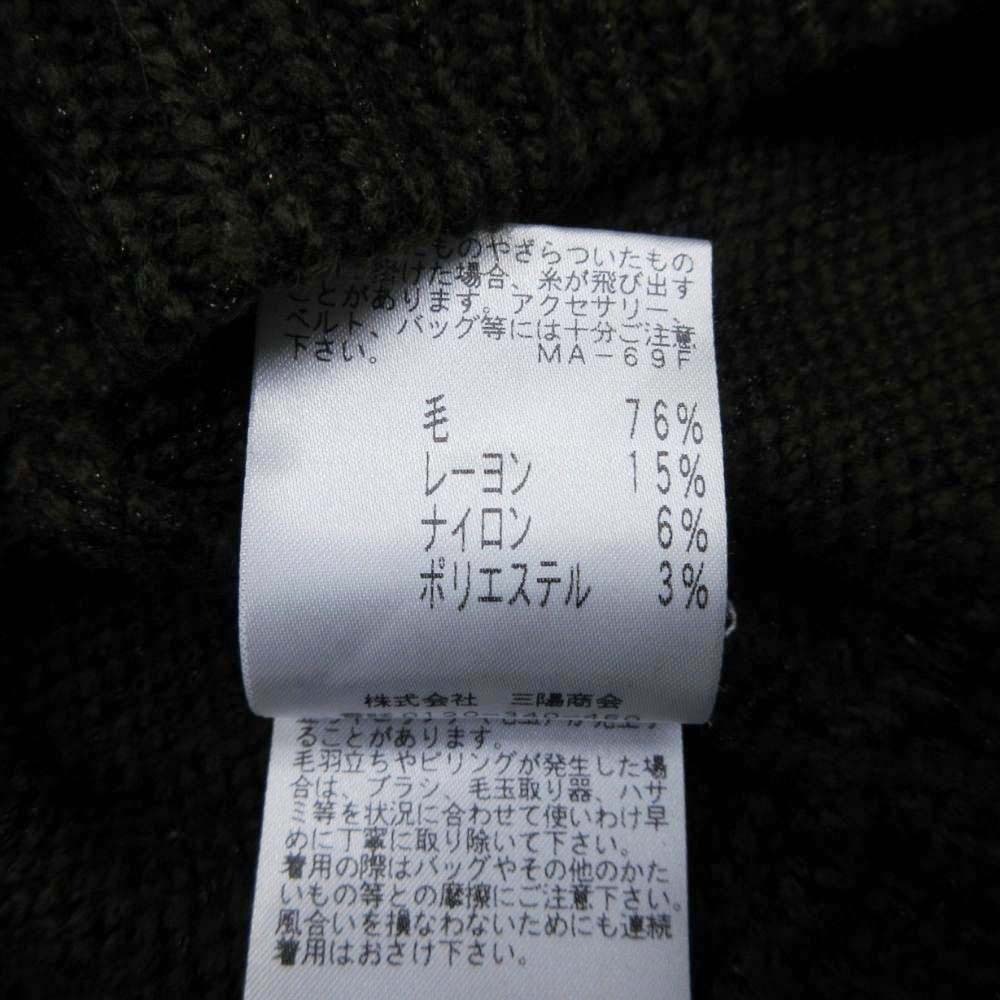 ものやざらついたもの
けた場合、糸が飛び出す
ことがあります。アクセサリー、
ベルト、バッグ等には十分ご注意
下さい。 MA-69F
毛 76%
レーヨン 15%
ナイロン 6%
ポリエステル 3%
株式会社 三陽商会
ることがあります。
毛羽立ちやピリングが発生した場
合は、ブラシ、毛玉取り器、ハサ
ミ等を状況に合わせて使いわけ早
めに丁寧に取り除いて下さい。
着用の際はバッグやその他のかた
いもの等との摩擦にご注意下さい。
風合いを損なわないためにも連続
着用はおさけ下さい。